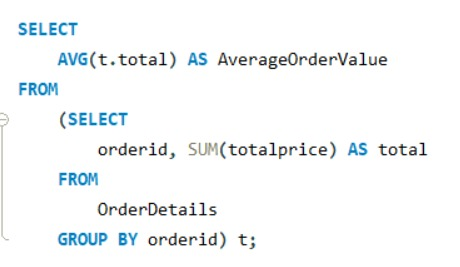 SELECT
AVG(t.total) AS AverageOrderValue
FROM
(SELECT
orderid, SUM(totalprice) AS total
FROM
OrderDetails
GROUP BY orderid) t;